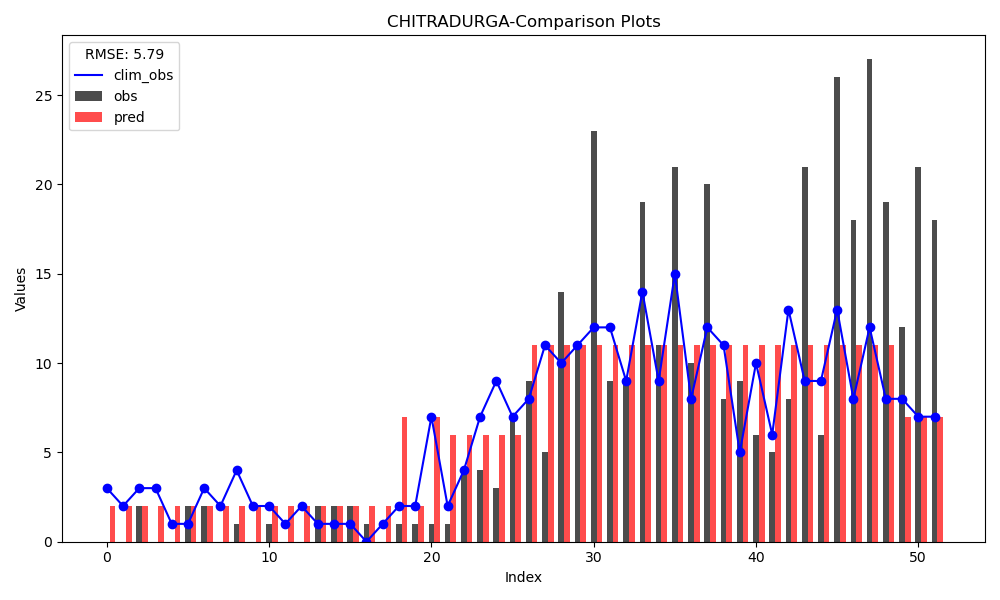 CHITRADURGA-Comparison Plots
RMSE: 5.79
clim_obs
obs
pred
Values
25
20
15
10
5
0
0 10 20 30 40 50
Index